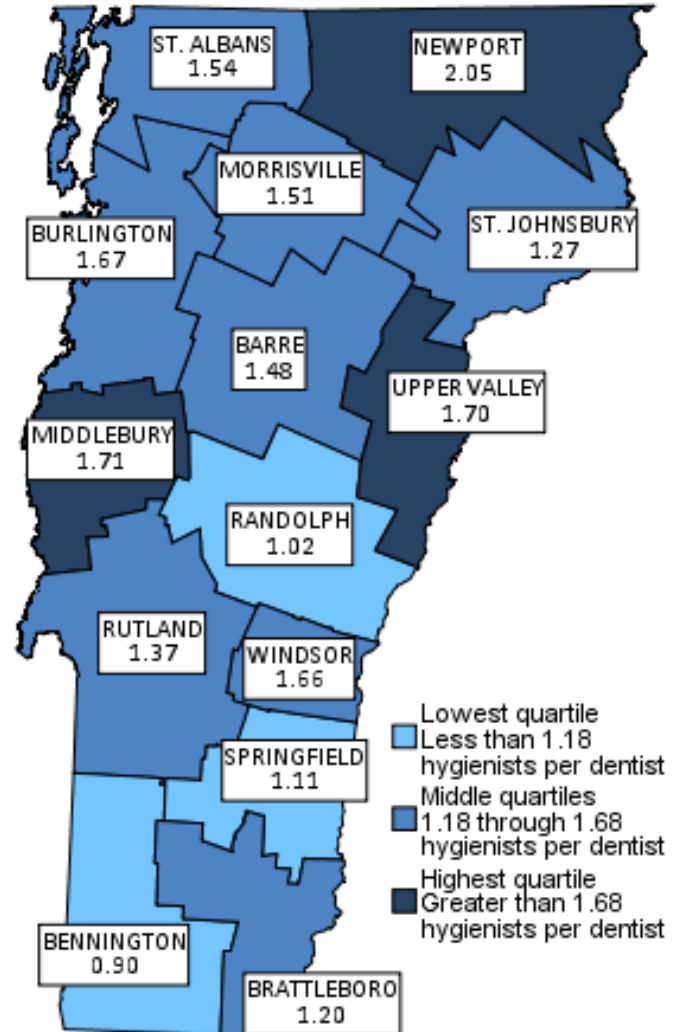 ST. ALBANS
1.54
NEWPORT
2.05
MORRISVILLE
1.51
BURLINGTON
1.67
ST. JOHNSBURY
1.27
BARRE
1.48
UPPER VALLEY
1.70
MIDDLEBURY
1.71
RANDOLPH
1.02
RUTLAND
1.37
WINDSOR
1.66
SPRINGFIELD
1.11
BENNINGTON
0.90
BRATTLEBORO
1.20
Lowest quartile
Less than 1.18
hygienists per dentist
Middle quartiles
1.18 through 1.68
hygienists per dentist
Highest quartile
Greater than 1.68
hygienists per dentist